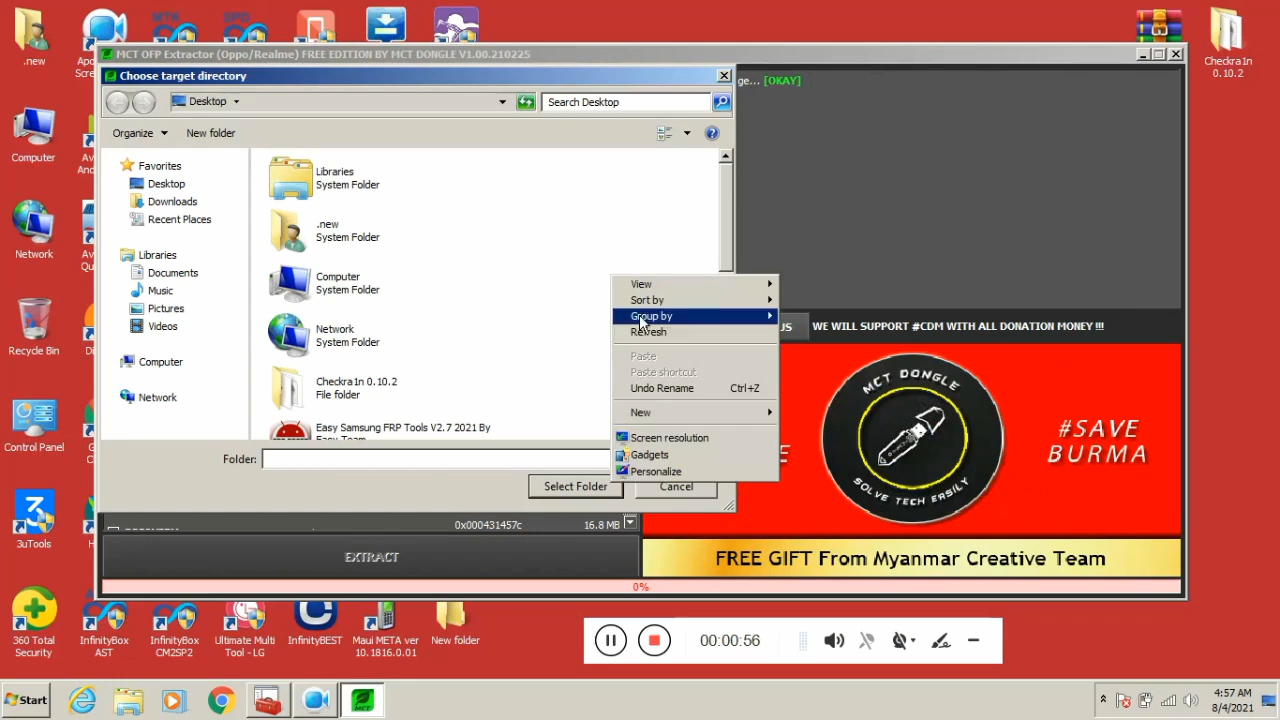 .new
MTK
SPD
Checkra1n
0.10.2
Computer
Network
Recycle Bin
Control Panel
3uTools
360 Total
Security
InfinityBox
AST
InfinityBox
CM2SP2
Ultimate Multi
Tool - LG
InfinityBEST
Maui META ver
10.1816.0.01
New folder
MCT OFP Extractor (Oppo/Realme) FREE EDITION BY MCT DONGLE V1.00.210225
Choose target directory
Desktop
Search Desktop
Organize
New folder
Favorites
Desktop
Downloads
Recent Places
Libraries
Documents
Music
Pictures
Videos
Computer
Network
Libraries
System Folder
.new
System Folder
Computer
System Folder
Network
System Folder
Checkra1n 0.10.2
File folder
Easy Samsung FRP Tools V2.7 2021 By
Easy Team
Folder:
Select Folder
Cancel
View
Sort by
Group by
Refresh
Paste
Paste shortcut
Undo Rename Ctrl+Z
New
Screen resolution
Gadgets
Personalize
ge... [OKAY]
US
WE WILL SUPPORT #CDM WITH ALL DONATION MONEY !!!
MCT DONGLE
SOLVE TECH EASILY
#SAVE
BURMA
0x000431457c 16.8 MB
EXTRACT
FREE GIFT From Myanmar Creative Team
0%
00:00:56
Start
4:57 AM
8/4/2021